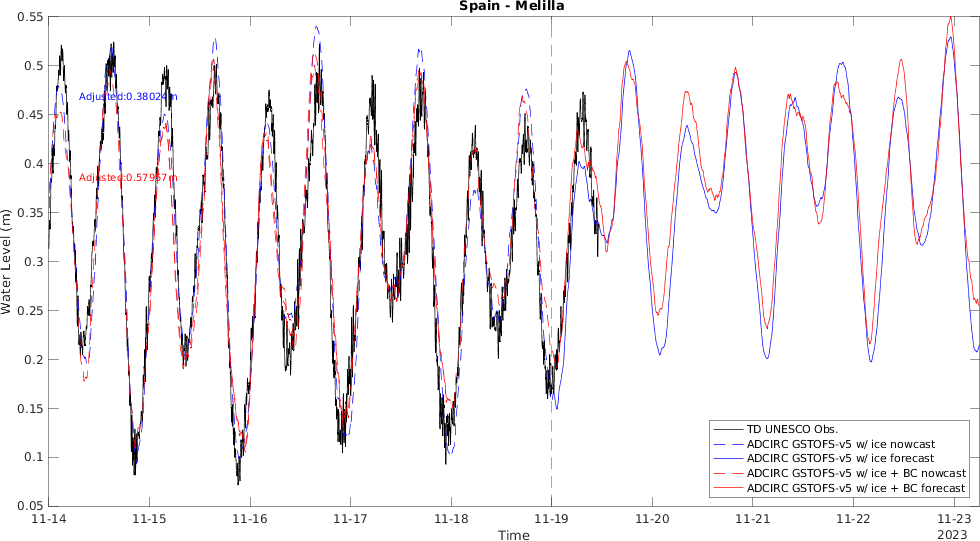 Spain - Melilla
0.55
0.5
0.45
0.4
0.35
0.3
0.25
0.2
0.15
0.1
0.05
Water Level (m)
Adjusted:0.38024m
Adjusted:0.57957m
TD UNESCO Obs.
ADCIRC GSTOFS-v5 w/ ice nowcast
ADCIRC GSTOFS-v5 w/ ice forecast
ADCIRC GSTOFS-v5 w/ ice + BC nowcast
ADCIRC GSTOFS-v5 w/ ice + BC forecast
11-14 11-15 11-16 11-17 11-18 11-19 11-20 11-21 11-22 11-23
Time
2023